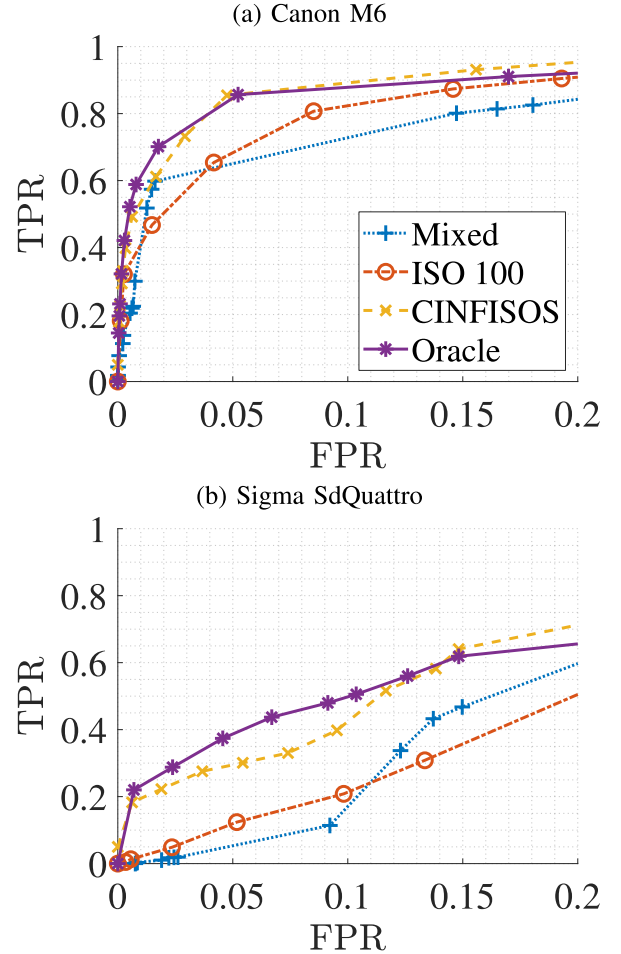 (a) Canon M6
1
0.8
0.6
0.4
0.2
0
TPR
Mixed
ISO 100
CINFISOS
Oracle
0 0.05 0.1 0.15 0.2
FPR
(b) Sigma SdQuattro
1
0.8
0.6
0.4
0.2
0
TPR
0 0.05 0.1 0.15 0.2
FPR